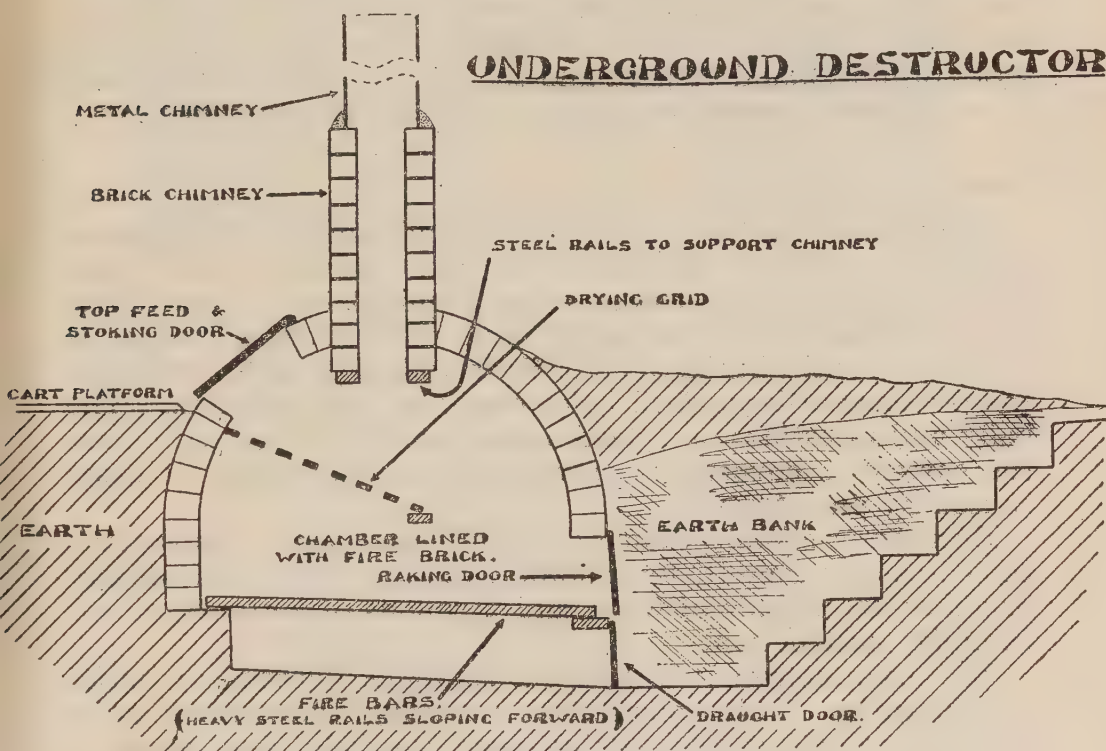 UNDERGROUND DESTRUCTOR
METAL CHIMNEY
BRICK CHIMNEY
STEEL RAILS TO SUPPORT CHIMNEY
DRYING GRID
TOP FEED &
STOKING DOOR
CART PLATFORM
EARTH
EARTH BANK
CHAMBER LINED
WITH FIRE BRICK.
RAKING DOOR
FIRE BARS.
(HEAVY STEEL RAILS SLOPING FORWARD)
DRAUGHT DOOR.